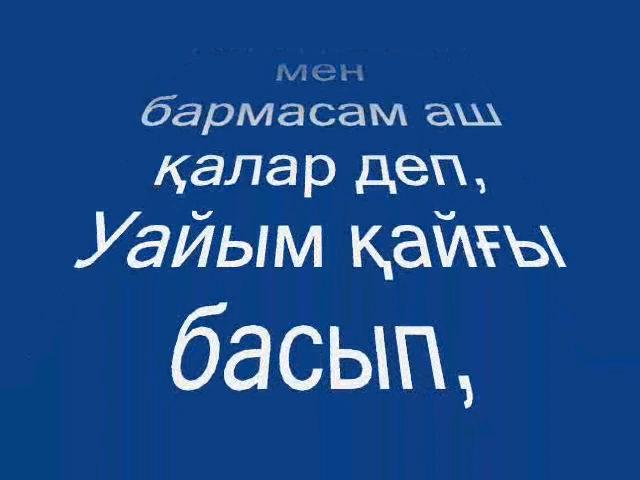 мен
бармасам аш
қалар деп,
Уайым қайғы
басып,